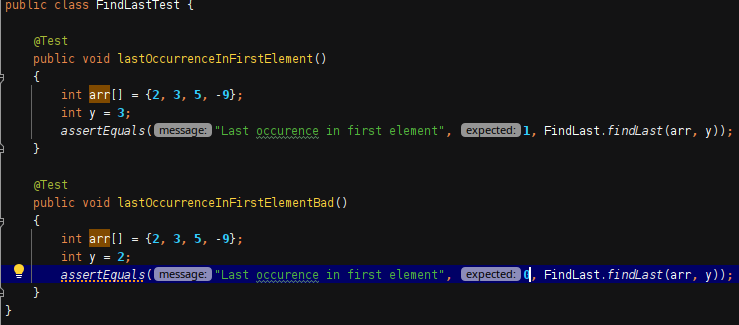 public class FindLastTest {
@Test
public void lastOccurrenceInFirstElement()
{
int arr[] = {2, 3, 5, -9};
int y = 3;
assertEquals( message: "Last occurence in first element", expected: 1, FindLast.findLast(arr, y));
}
@Test
public void lastOccurrenceInFirstElementBad()
{
int arr[] = {2, 3, 5, -9};
int y = 2;
assertEquals( message: "Last occurence in first element", expected: 0, FindLast.findLast(arr, y));
}
}